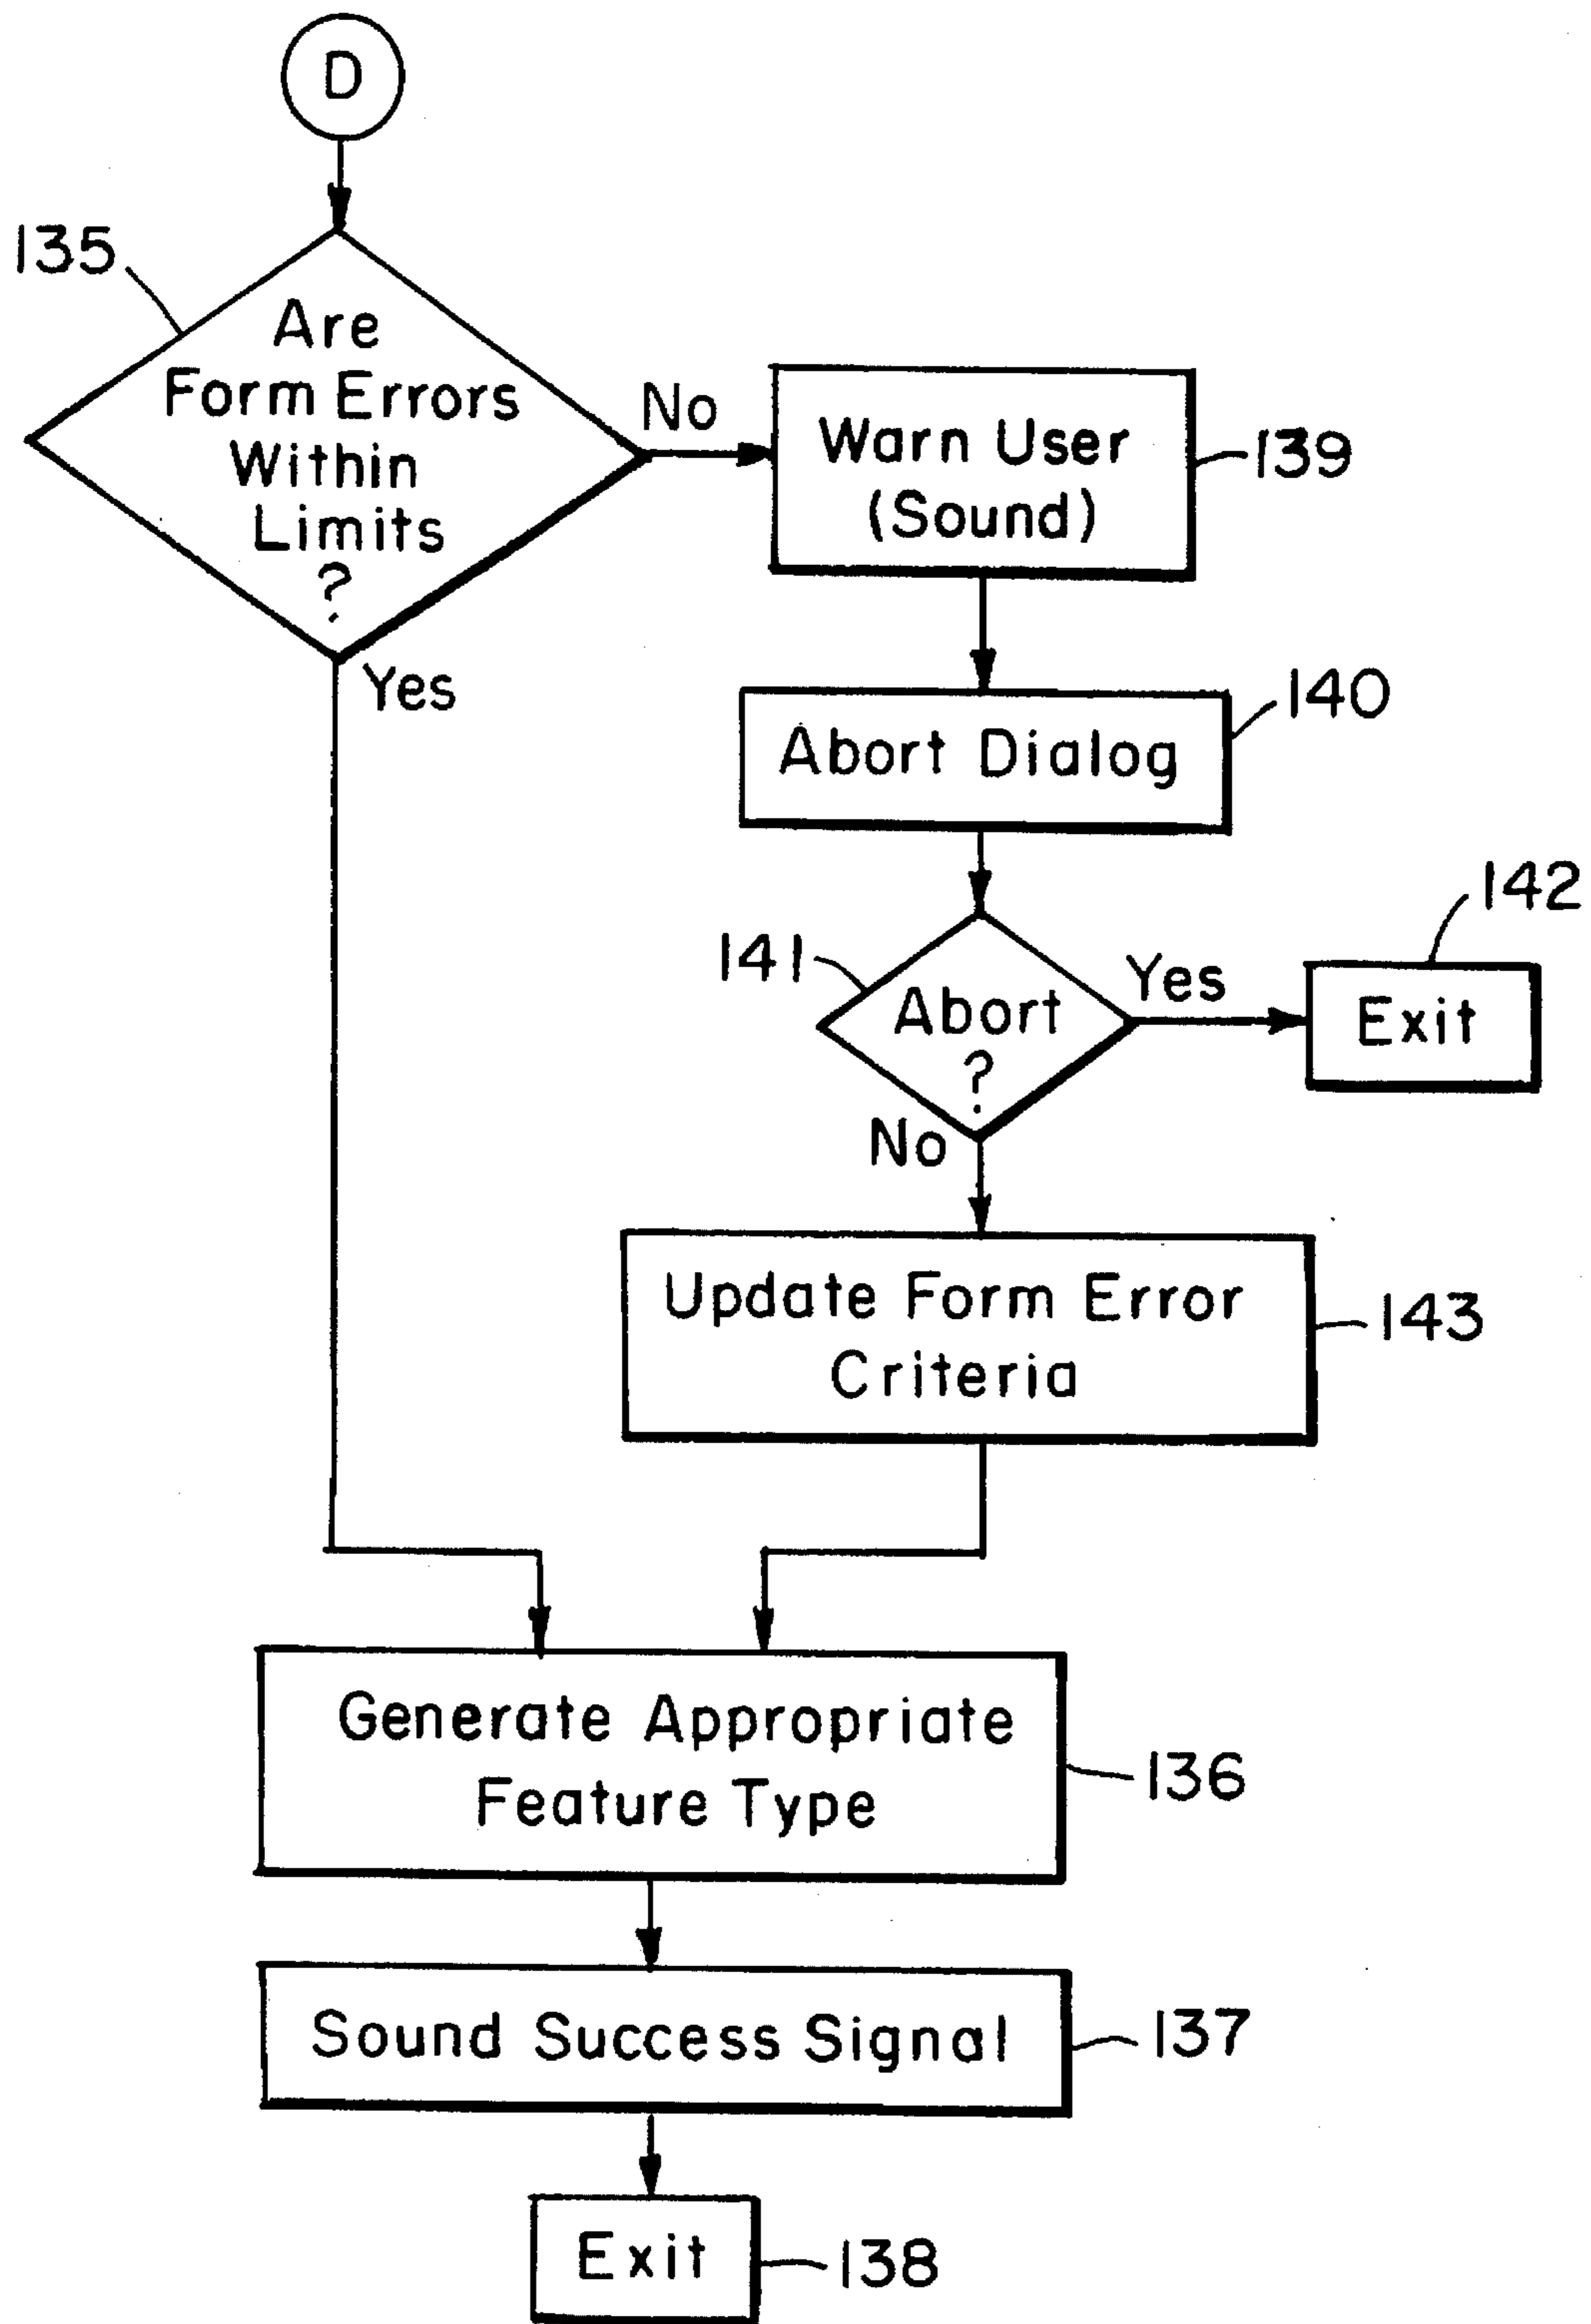 D
135
Are
Form Errors
Within
Limits
?
No
Yes
Warn User
(Sound)
139
Abort Dialog
140
141
Abort
?
Yes
No
Exit
142
Update Form Error
Criteria
143
Generate Appropriate
Feature Type
136
Sound Success Signal
137
Exit
138